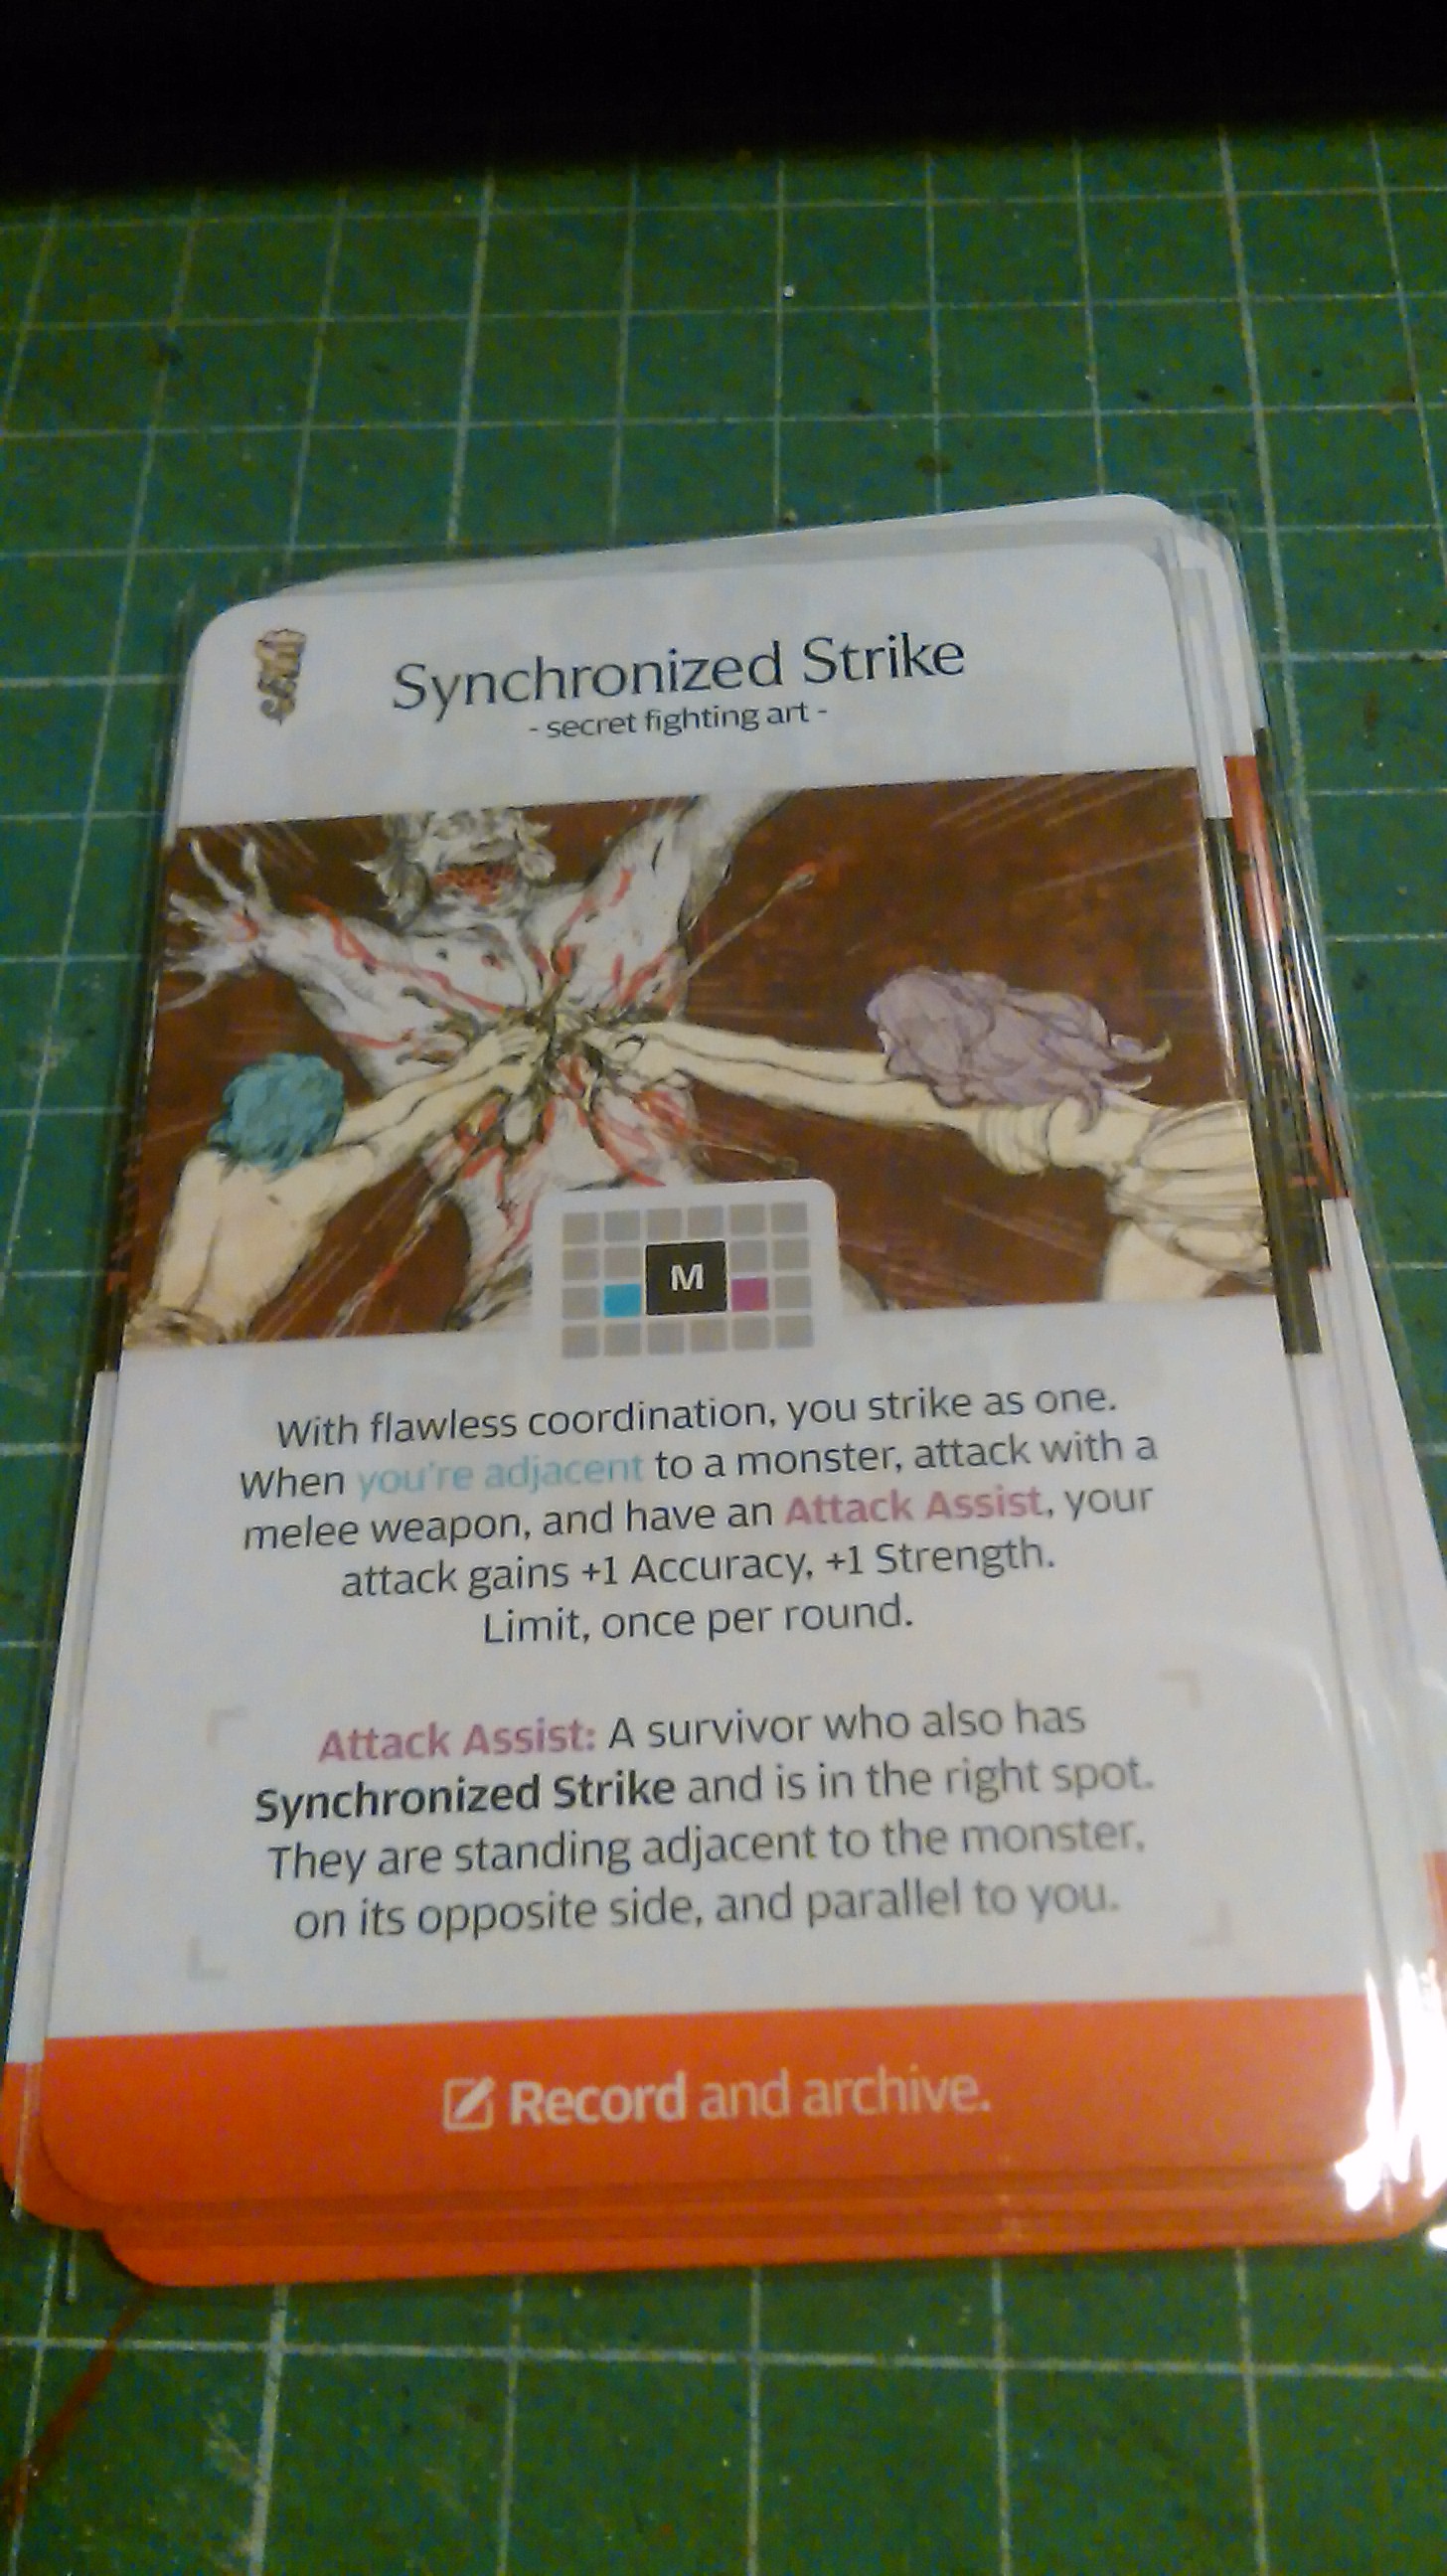 Synchronized Strike
- secret fighting art -
M
With flawless coordination, you strike as one.
When you're adjacent to a monster, attack with a
melee weapon, and have an Attack Assist, your
attack gains +1 Accuracy, +1 Strength.
Limit, once per round.
Attack Assist: A survivor who also has
Synchronized Strike and is in the right spot.
They are standing adjacent to the monster,
on its opposite side, and parallel to you.
Record and archive.